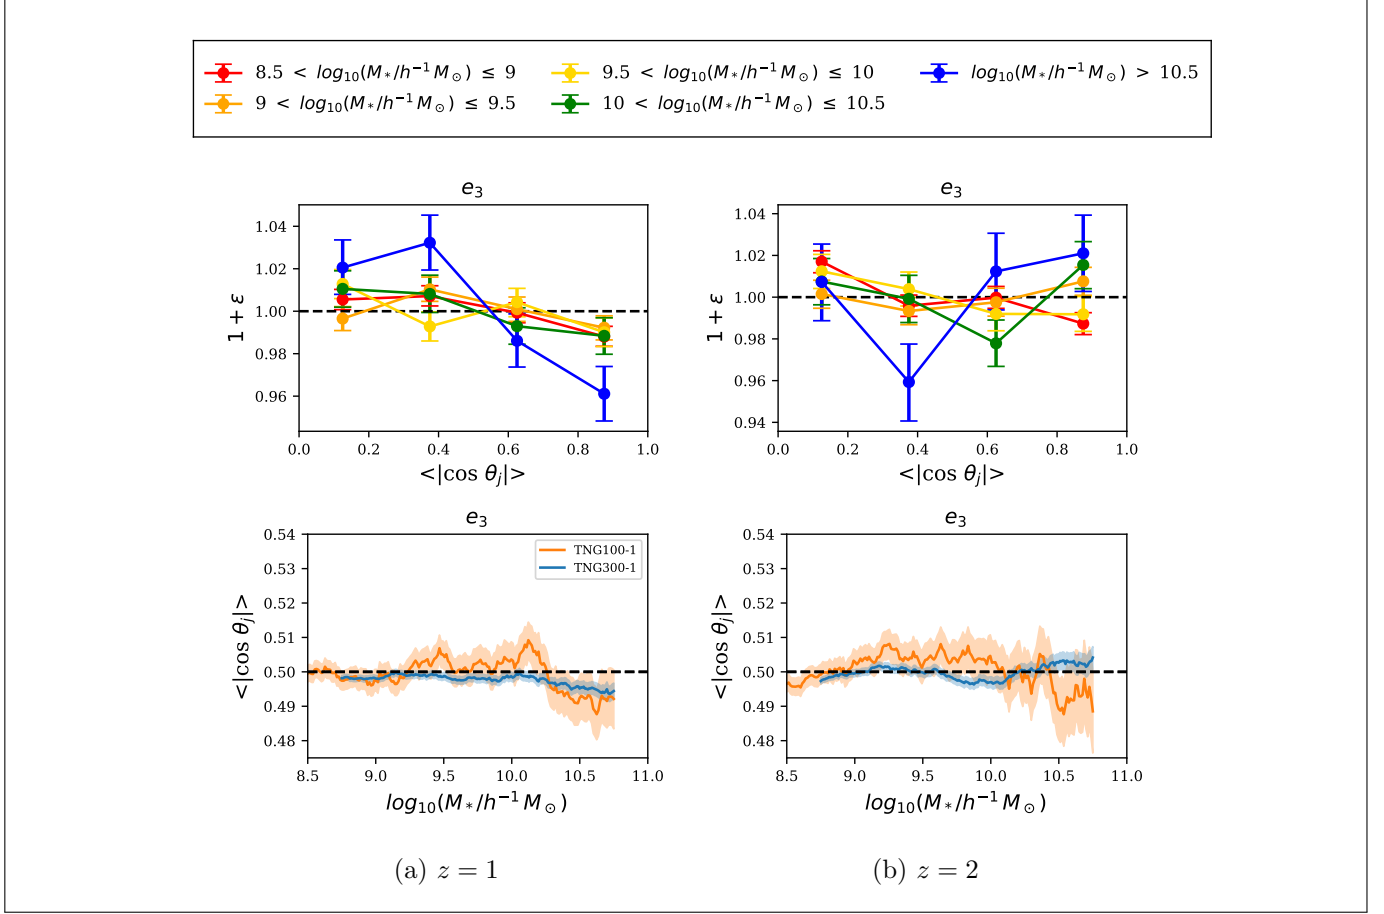 8.5 < log₁₀(M*/h⁻¹M⊙) ≤ 9
9 < log₁₀(M*/h⁻¹M⊙) ≤ 9.5
9.5 < log₁₀(M*/h⁻¹M⊙) ≤ 10
10 < log₁₀(M*/h⁻¹M⊙) ≤ 10.5
log₁₀(M*/h⁻¹M⊙) > 10.5
e₃
1 + ε
1.04
1.02
1.00
0.98
0.96
0.0 0.2 0.4 0.6 0.8 1.0
<|cos θⱼ|>
e₃
1 + ε
1.04
1.02
1.00
0.98
0.96
0.94
0.0 0.2 0.4 0.6 0.8 1.0
<|cos θⱼ|>
e₃
<|cos θⱼ|>
0.54
0.53
0.52
0.51
0.50
0.49
0.48
TNG100-1
TNG300-1
8.5 9.0 9.5 10.0 10.5 11.0
log₁₀(M*/h⁻¹M⊙)
e₃
<|cos θⱼ|>
0.54
0.53
0.52
0.51
0.50
0.49
0.48
8.5 9.0 9.5 10.0 10.5 11.0
log₁₀(M*/h⁻¹M⊙)
(a) z = 1
(b) z = 2